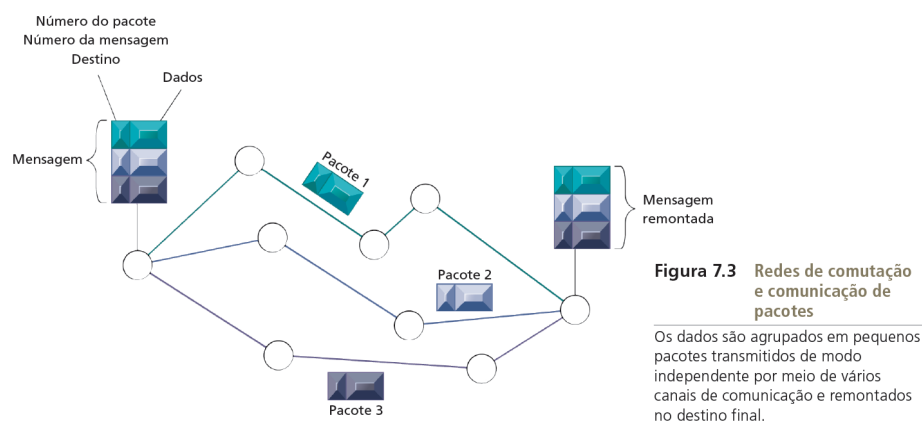 Número do pacote
Número da mensagem
Destino
Dados
Mensagem
Pacote 1
Pacote 2
Pacote 3
Mensagem
remontada
Figura 7.3 Redes de comutação
e comunicação de
pacotes
Os dados são agrupados em pequenos
pacotes transmitidos de modo
independente por meio de vários
canais de comunicação e remontados
no destino final.